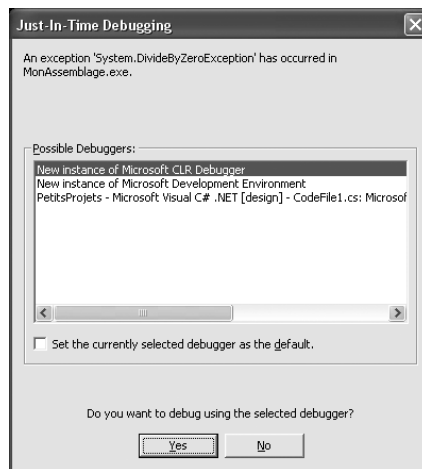 Just-In-Time Debugging
An exception 'System.DivideByZeroException' has occurred in
MonAssemblage.exe.
Possible Debuggers:
New instance of Microsoft CLR Debugger
New instance of Microsoft Development Environment
PetitsProjets - Microsoft Visual C# .NET [design] - CodeFile1.cs: Microsof
Set the currently selected debugger as the default.
Do you want to debug using the selected debugger?
Yes No